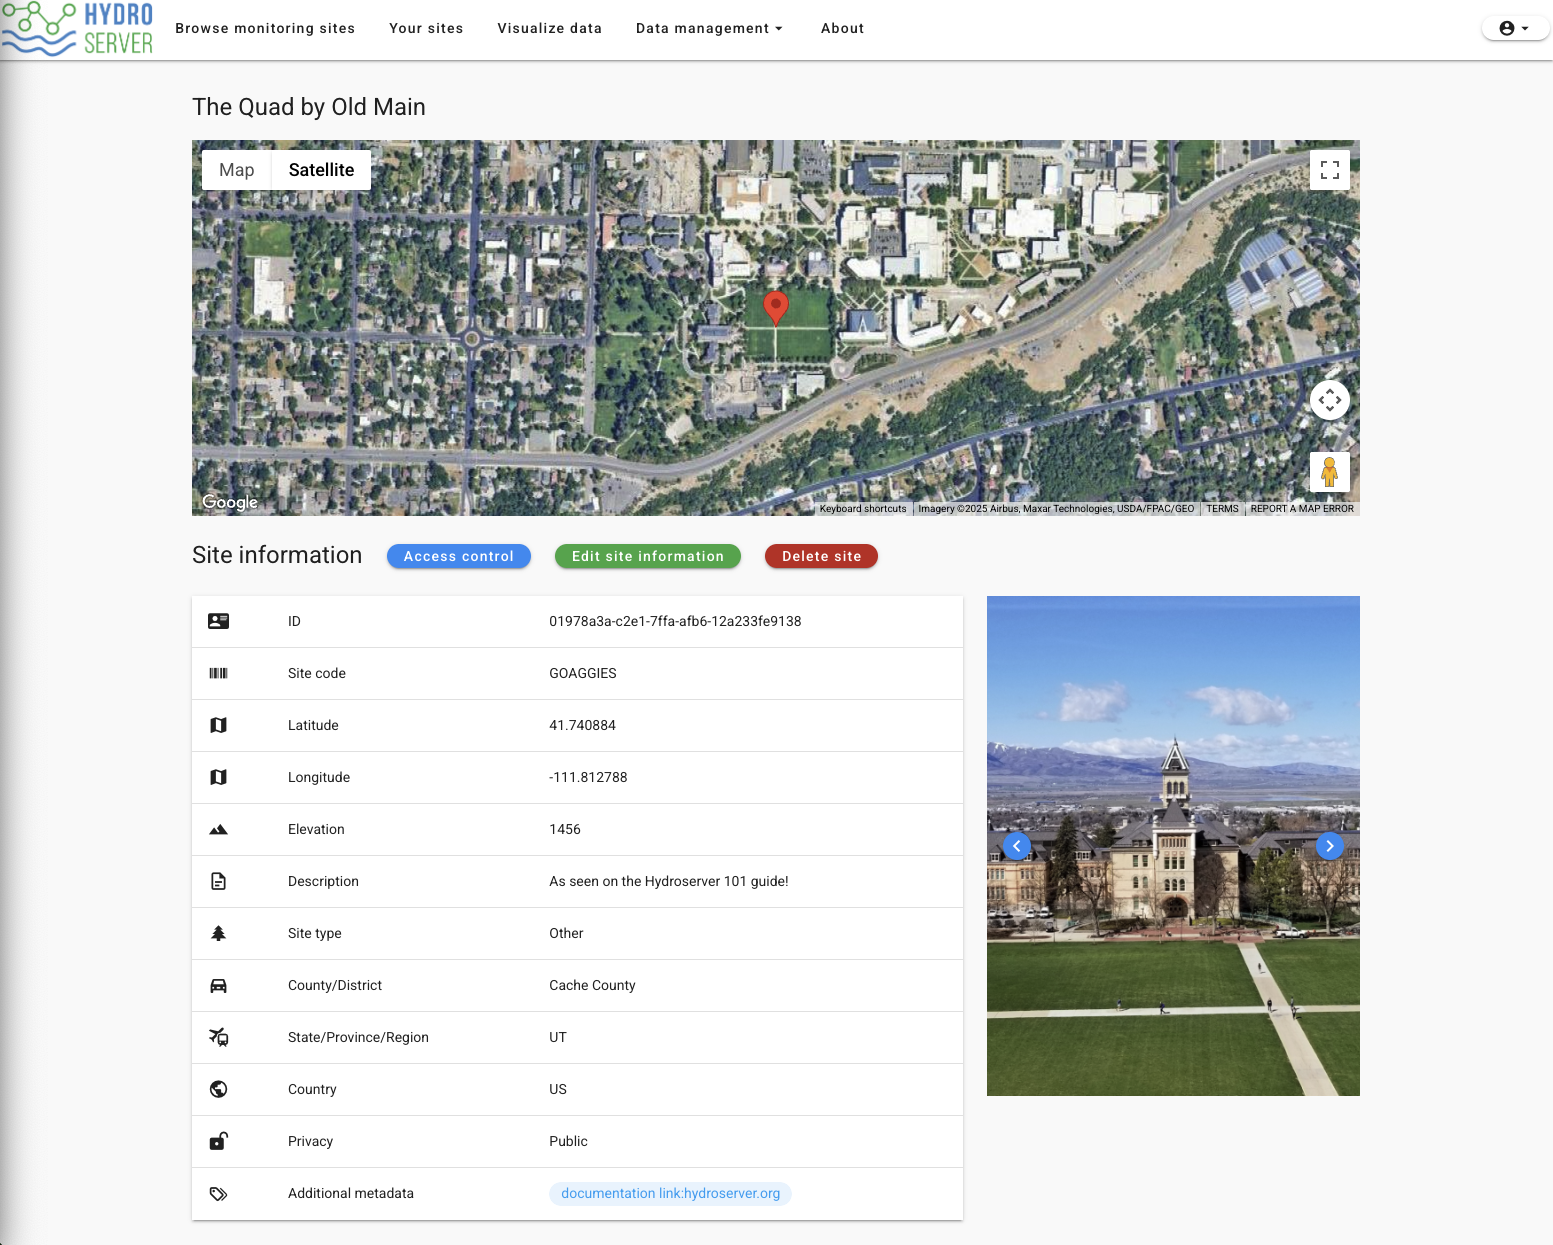 HYDRO
SERVER
Browse monitoring sites
Your sites
Visualize data
Data management
About
The Quad by Old Main
Map
Satellite
Google
Keyboard shortcuts
Imagery ©2025 Airbus, Maxar Technologies, USDA/FPAC/GEO
TERMS
REPORT A MAP ERROR
Site information
Access control
Edit site information
Delete site
ID 01978a3a-c2e1-7ffa-afb6-12a233fe9138
Site code GOAGGIES
Latitude 41.740884
Longitude -111.812788
Elevation 1456
Description As seen on the Hydroserver 101 guide!
Site type Other
County/District Cache County
State/Province/Region UT
Country US
Privacy Public
Additional metadata documentation link:hydroserver.org
A